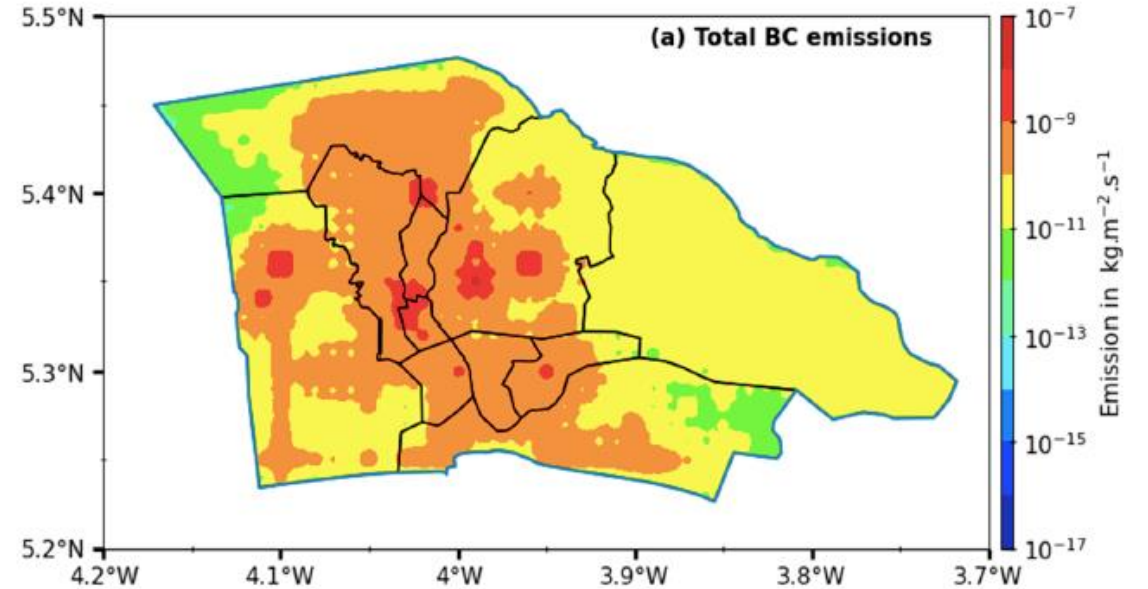 5.5°N
(a) Total BC emissions
5.4°N
5.3°N
5.2°N
4.2°W 4.1°W 4°W 3.9°W 3.8°W 3.7°W
10⁻⁷
10⁻⁹
10⁻¹¹
10⁻¹³
10⁻¹⁵
10⁻¹⁷
Emission in kg.m⁻².s⁻¹